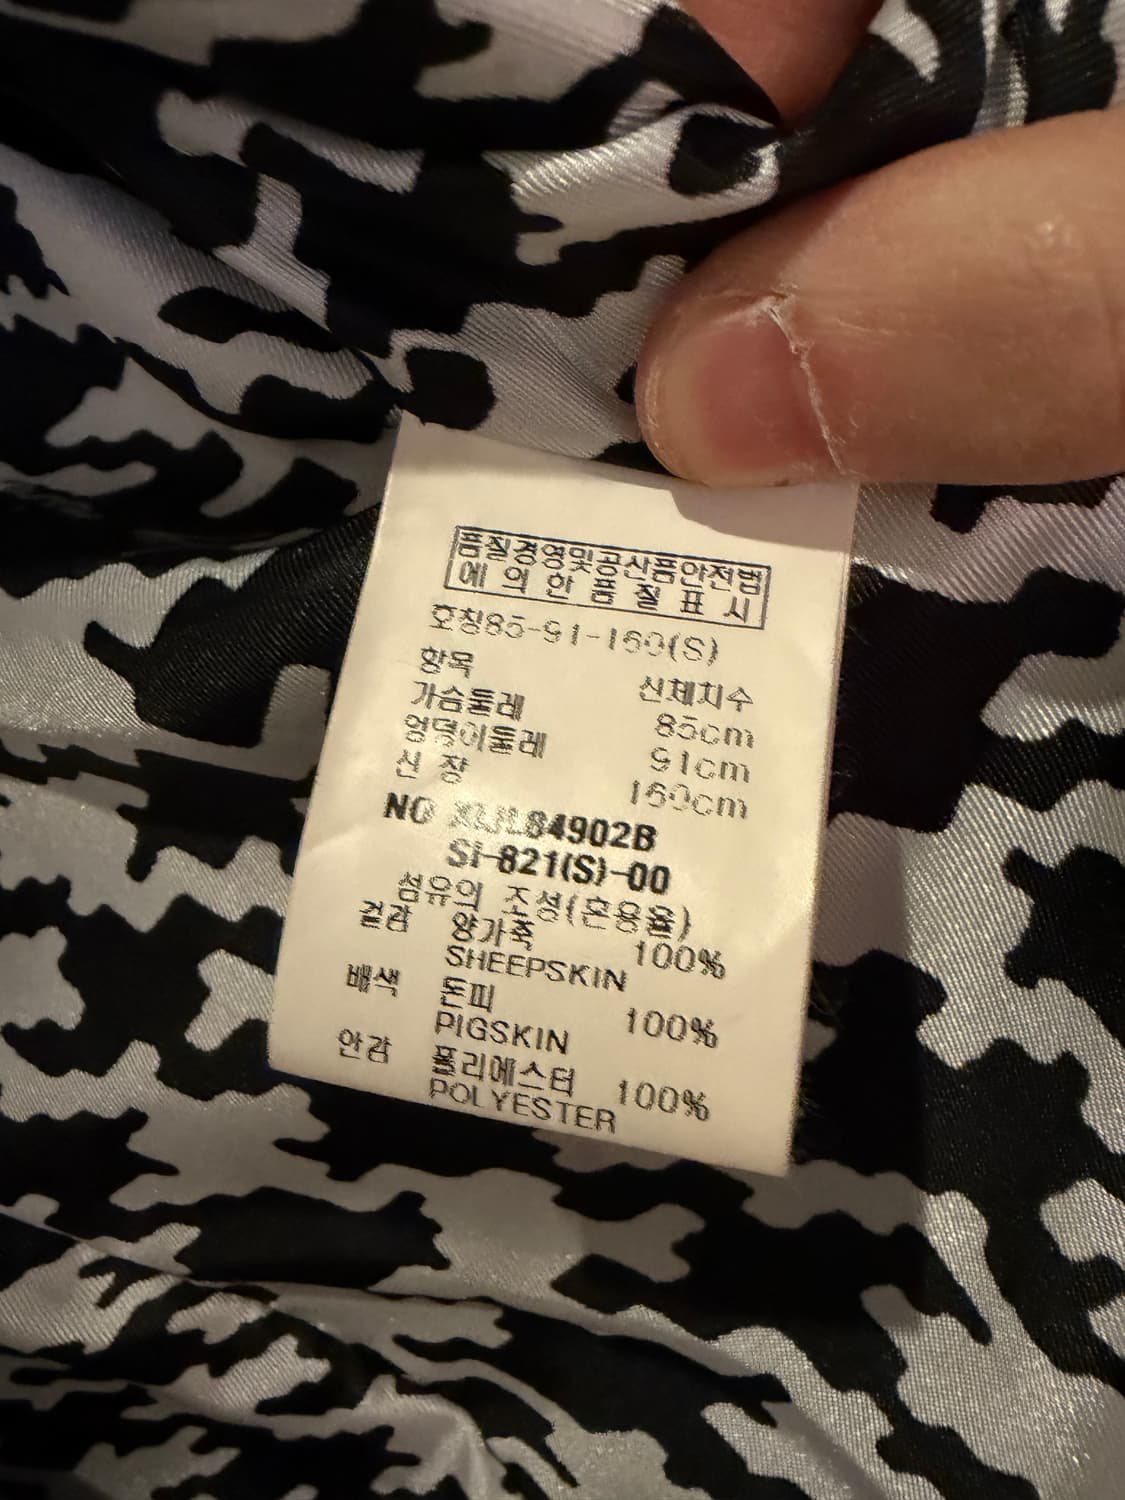 품질경영및공산품안전법
에 의 한 품 질 표 시
호칭85-91-160(S)
항목 신체치수
가슴둘레 85cm
엉덩이둘레 91cm
신 장 160cm
NO 84902B
SI-821(S)-00
섬유의 조성(혼용율)
겉감 양가죽 100%
SHEEPSKIN
배색 돈피 100%
PIGSKIN
안감 폴리에스터 100%
POLYESTER